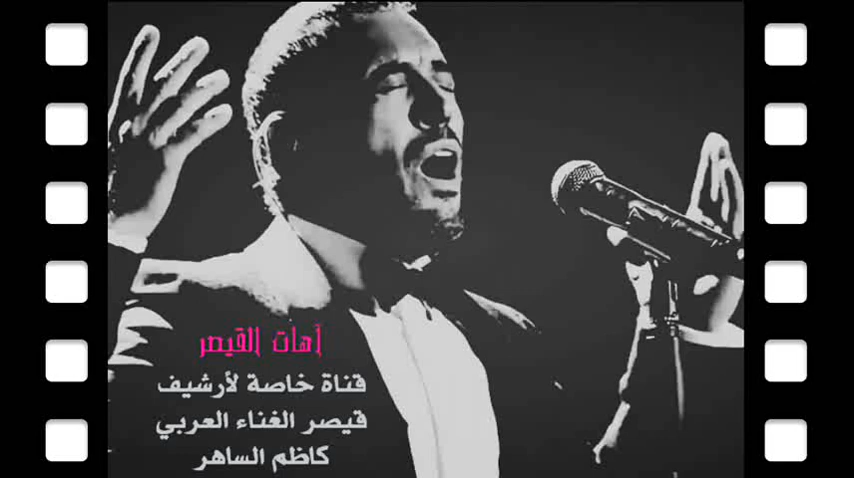 آهات القيصر
قناة خاصة لأرشيف
قيصر الغناء العربي
كاظم الساهر